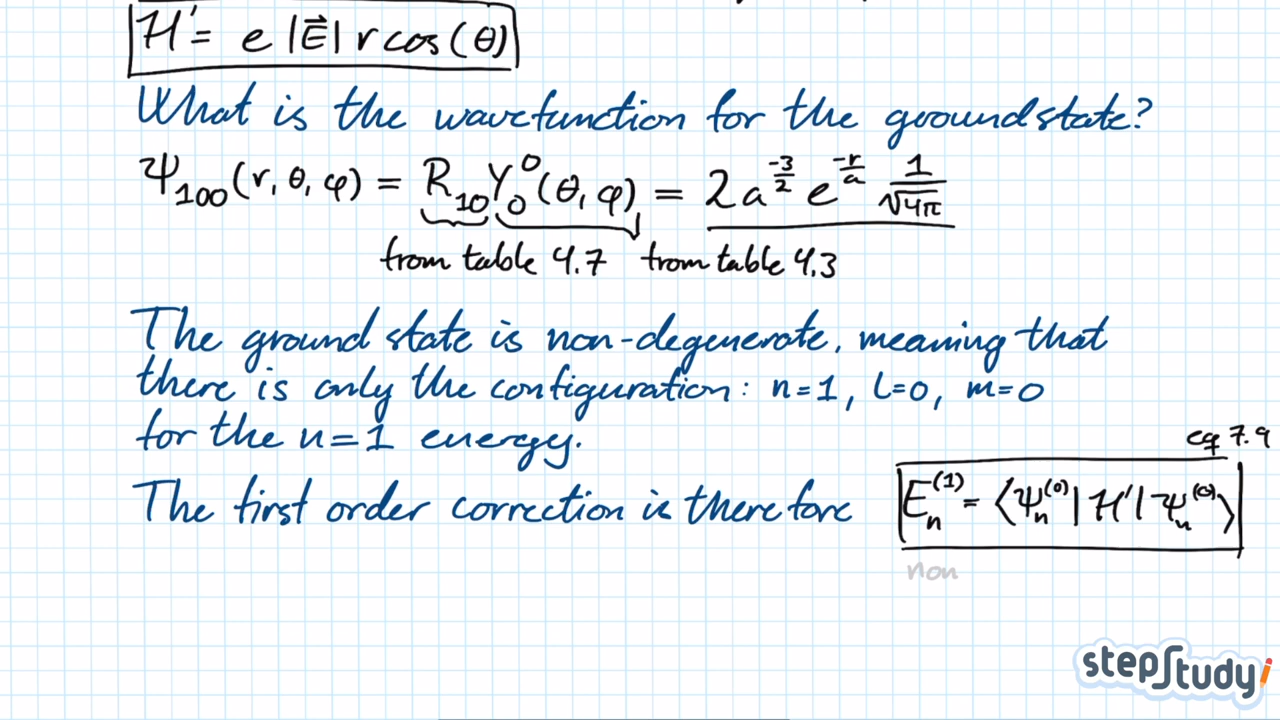 H' = e |E⃗| r cos(θ)
What is the wavefunction for the groundstate?
Ψ₁₀₀(r, θ, φ) = R₁₀Y₀⁰(θ, φ) = 2a^(-3/2) e^(-r/a) 1/√4π
from table 4.7 from table 4.3
The ground state is non-degenerate, meaning that
there is only the configuration: n=1, l=0, m=0
for the n=1 energy.
eq 7.9
The first order correction is therefore Eₙ⁽¹⁾ = ⟨Ψₙ⁽⁰⁾| H' |Ψₙ⁽⁰⁾⟩
non
stepStudy